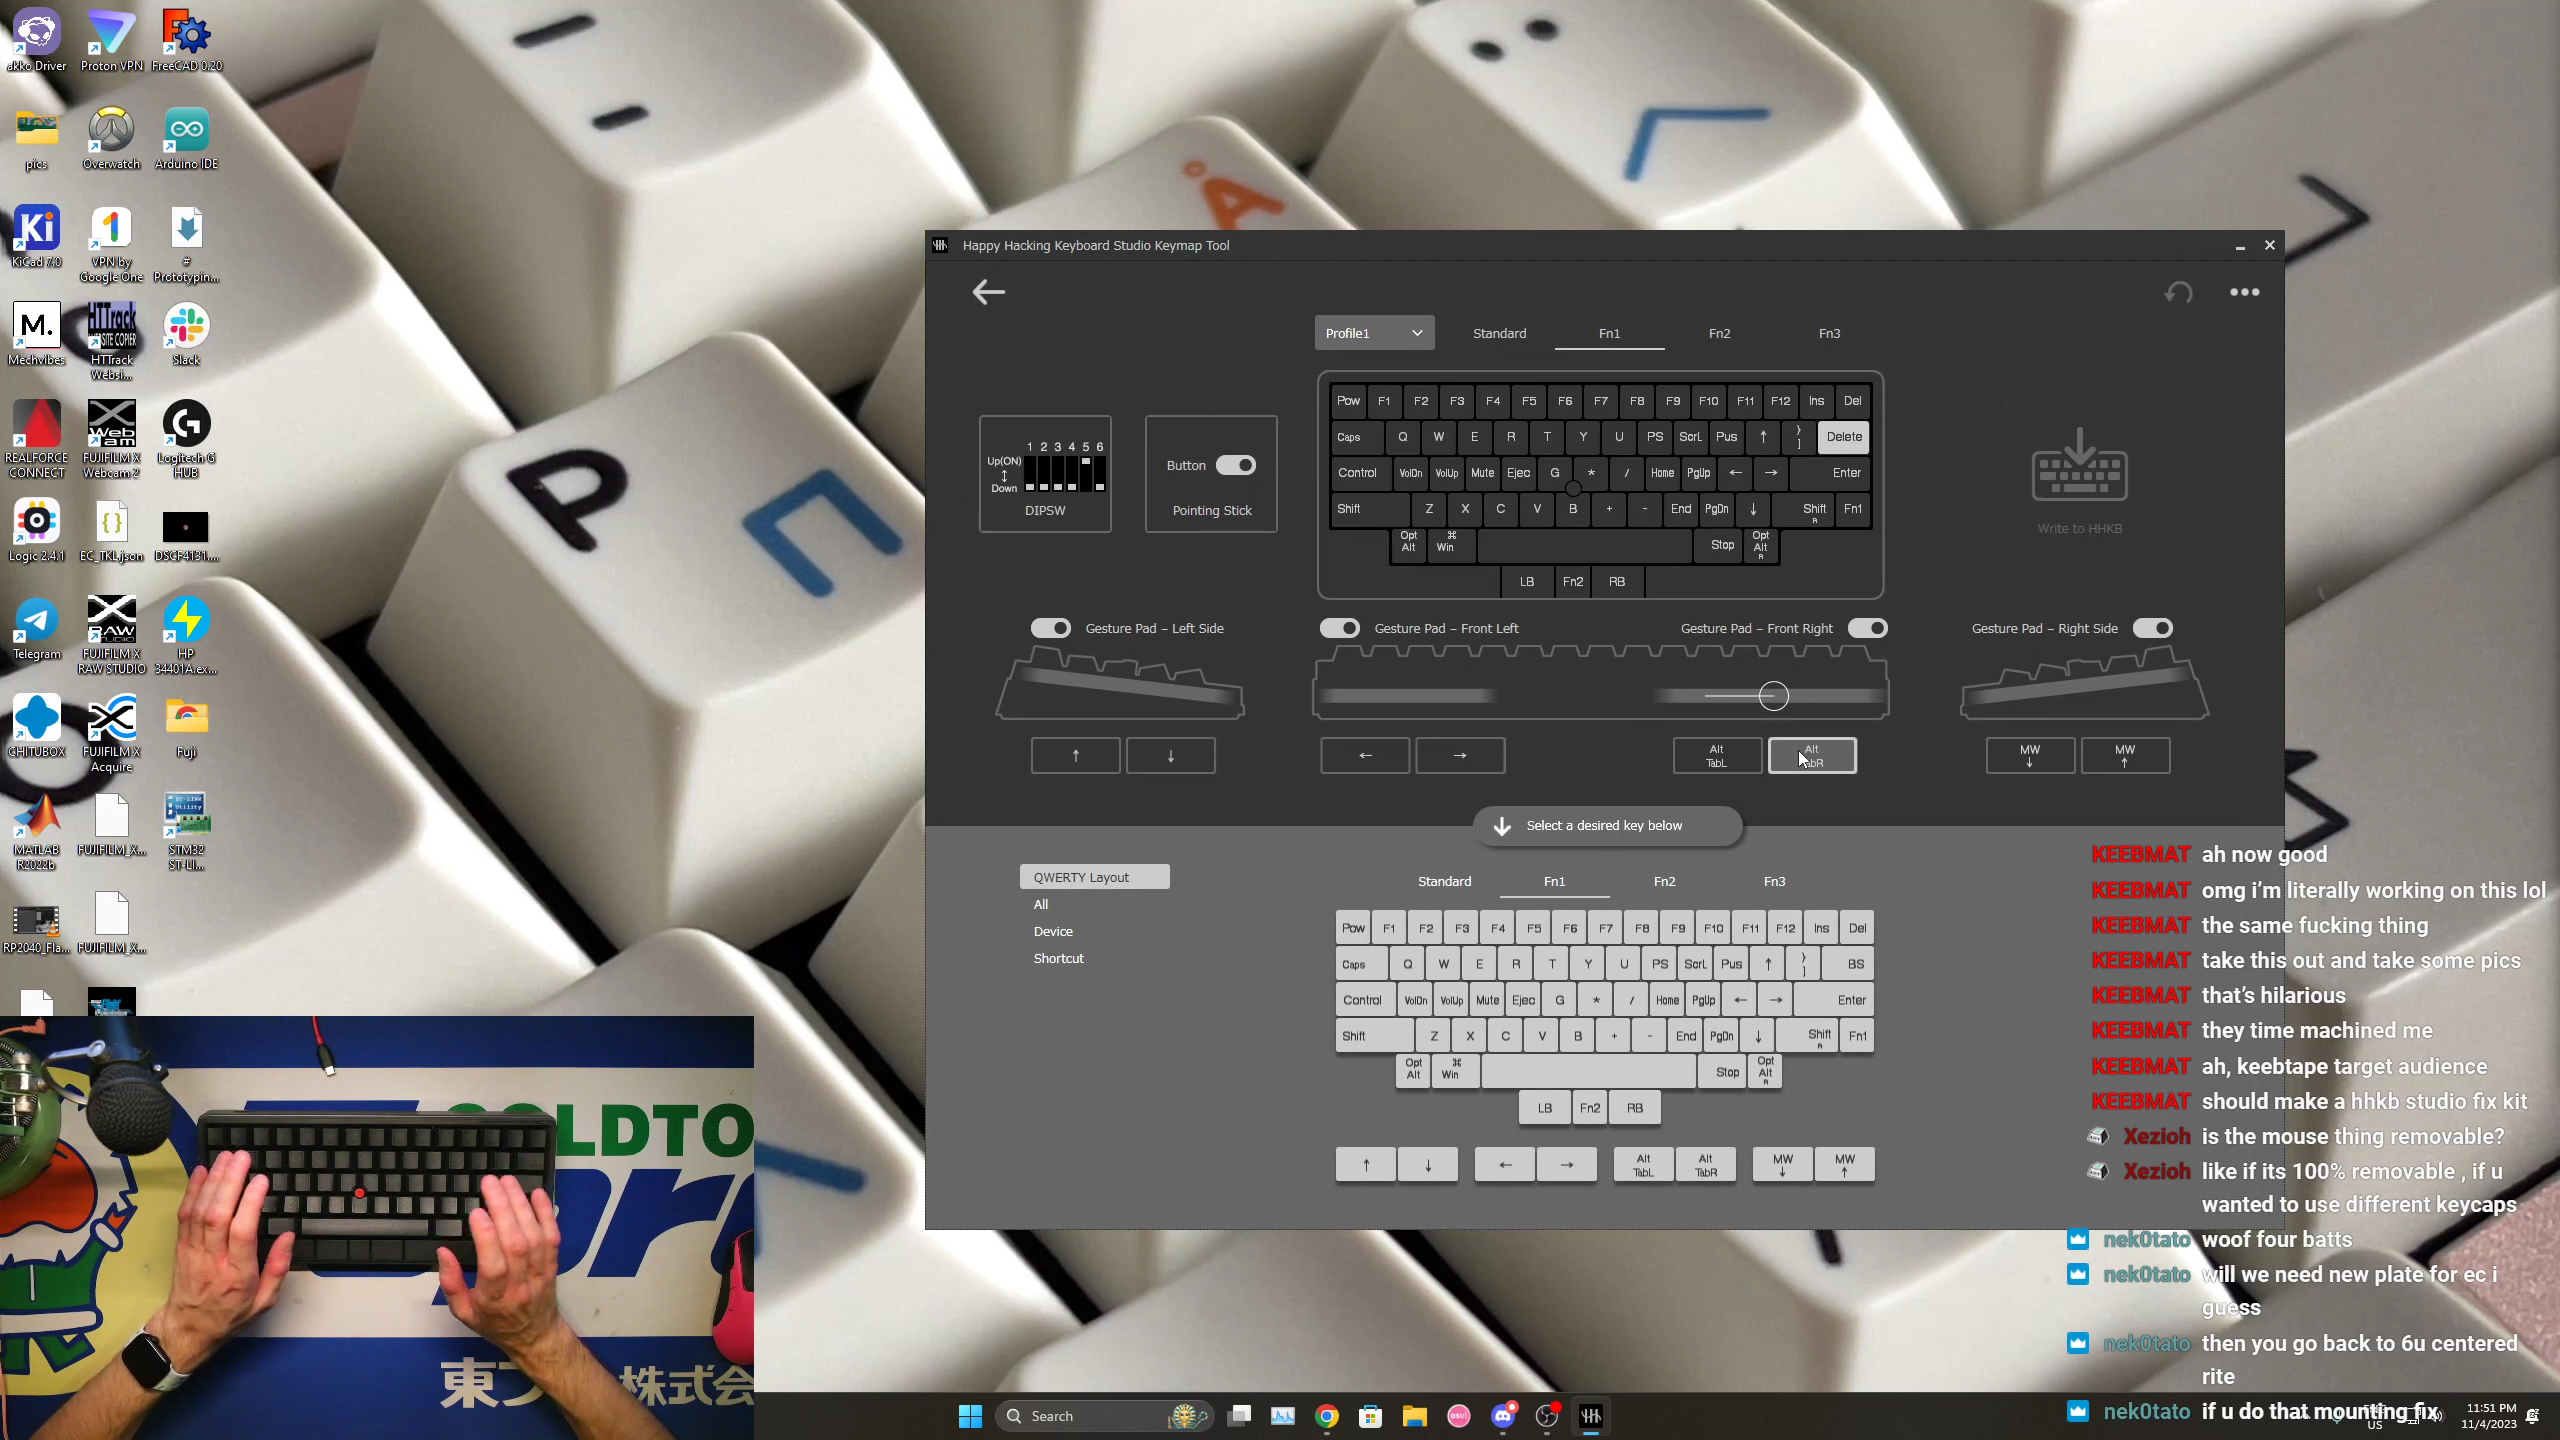 akko Driver
Proton VPN
FreeCAD 0.20
pics
Overwatch
Arduino IDE
KiCad 7.0
VPN by
Google One
#
Prototypin...
Mechvibes
HTTrack
Websi...
Slack
REALFORCE
CONNECT
FUJIFILM X
Webcam 2
Logitech G
HUB
Logic 2.4.1
EC_TKL.json
DSCF4131....
Telegram
FUJIFILM X
RAW STUDIO
HP
34401A.ex...
CHITUBOX
FUJIFILM X
Acquire
Fuji
MATLAB
R2022b
FUJIFILM_X...
STM32
ST-LI...
RP2040_Fla...
FUJIFILM_X...
P
П
Å
Happy Hacking Keyboard Studio Keymap Tool
Profile1
Standard
Fn1
Fn2
Fn3
1 2 3 4 5 6
Up(ON)
↕
Down
DIPSW
Button
Pointing Stick
Pow F1 F2 F3 F4 F5 F6 F7 F8 F9 F10 F11 F12 Ins Del
Caps Q W E R T Y U PS ScrL Pus ↑ } ] Delete
Control VolDn VolUp Mute Ejec G * / Home PgUp ← → Enter
Shift Z X C V B + - End PgDn ↓ Shift R Fn1
Opt Alt ⌘ Win Stop Opt Alt R
LB Fn2 RB
Write to HHKB
Gesture Pad – Left Side
Gesture Pad – Front Left
Gesture Pad – Front Right
Gesture Pad – Right Side
↑ ↓ ← → Alt TabL Alt TabR MW ↓ MW ↑
Select a desired key below
QWERTY Layout
All
Device
Shortcut
Standard
Fn1
Fn2
Fn3
Pow F1 F2 F3 F4 F5 F6 F7 F8 F9 F10 F11 F12 Ins Del
Caps Q W E R T Y U PS ScrL Pus ↑ } ] BS
Control VolDn VolUp Mute Ejec G * / Home PgUp ← → Enter
Shift Z X C V B + - End PgDn ↓ Shift R Fn1
Opt Alt ⌘ Win Stop Opt Alt R
LB Fn2 RB
↑ ↓ ← → Alt TabL Alt TabR MW ↓ MW ↑
KEEBMAT ah now good
KEEBMAT omg i'm literally working on this lol
KEEBMAT the same fucking thing
KEEBMAT take this out and take some pics
KEEBMAT that's hilarious
KEEBMAT they time machined me
KEEBMAT ah, keebtape target audience
KEEBMAT should make a hhkb studio fix kit
Xezioh is the mouse thing removable?
Xezioh like if its 100% removable , if u
wanted to use different keycaps
nek0tato woof four batts
nek0tato will we need new plate for ec i
guess
nek0tato then you go back to 6u centered
rite
nek0tato if u do that mounting fix
LDTO
東プ 株式会
Search
US
11:51 PM
11/4/2023